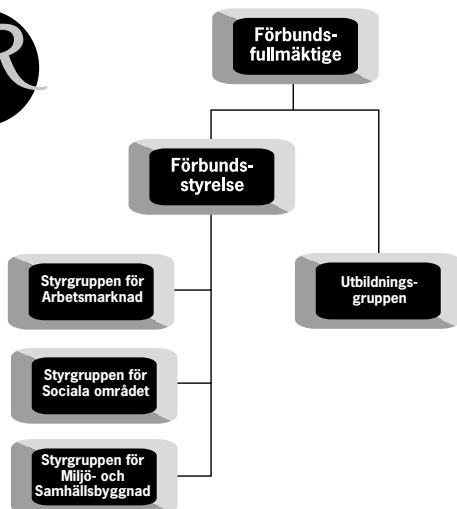 R
Förbunds-
fullmäktige
Förbunds-
styrelse
Styrgruppen för
Arbetsmarknad
Utbildnings-
gruppen
Styrgruppen för
Sociala området
Styrgruppen för
Miljö- och
Samhällsbyggnad